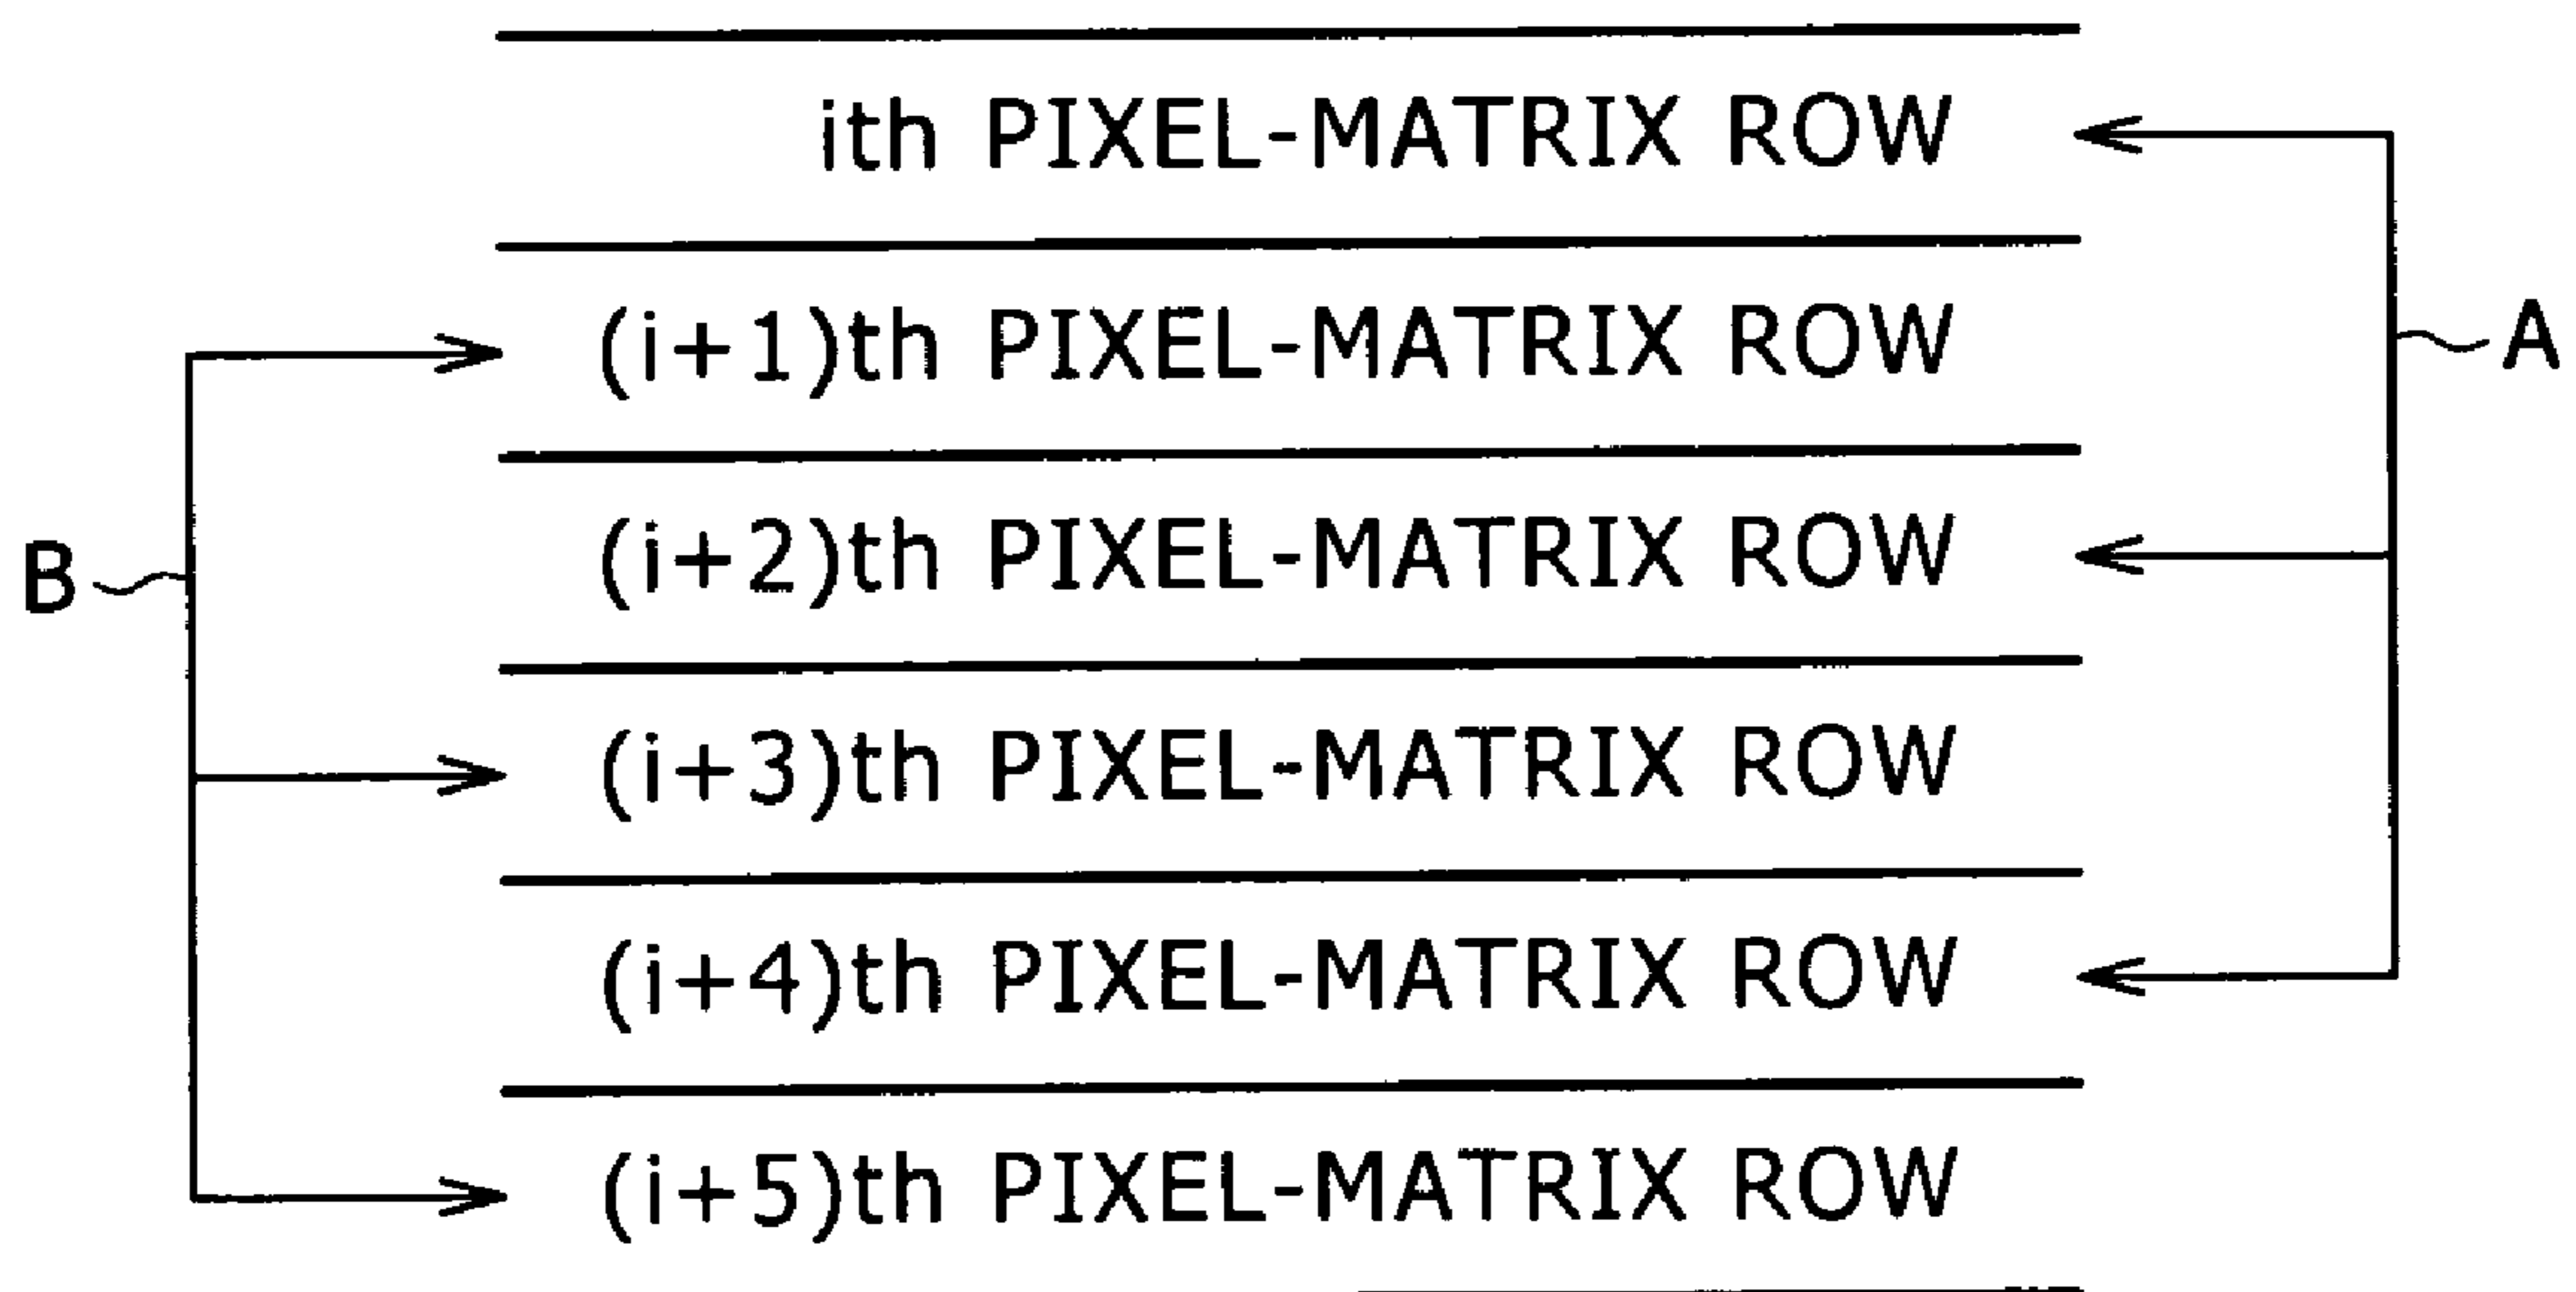 ith PIXEL-MATRIX ROW
(i+1)th PIXEL-MATRIX ROW
A
(i+2)th PIXEL-MATRIX ROW
B
(i+3)th PIXEL-MATRIX ROW
(i+4)th PIXEL-MATRIX ROW
(i+5)th PIXEL-MATRIX ROW